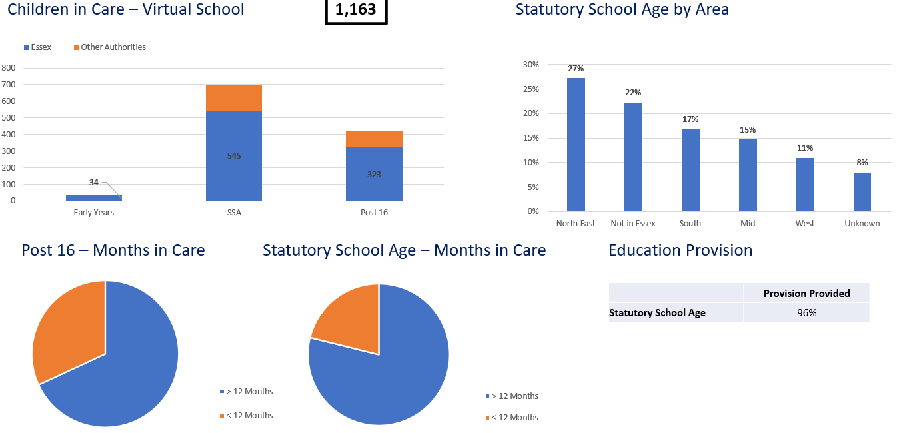 Children in Care – Virtual School
1,163
Statutory School Age by Area
Essex
Other Authorities
800
700
600
500
400
300
200
100
0
34
545
323
Early Years
SSA
Post 16
30%
25%
20%
15%
10%
5%
0%
27%
22%
17%
15%
11%
8%
North East
Not in Essex
South
Mid
West
Unknown
Post 16 – Months in Care
> 12 Months
< 12 Months
Statutory School Age – Months in Care
> 12 Months
< 12 Months
Education Provision
Provision Provided
Statutory School Age
96%